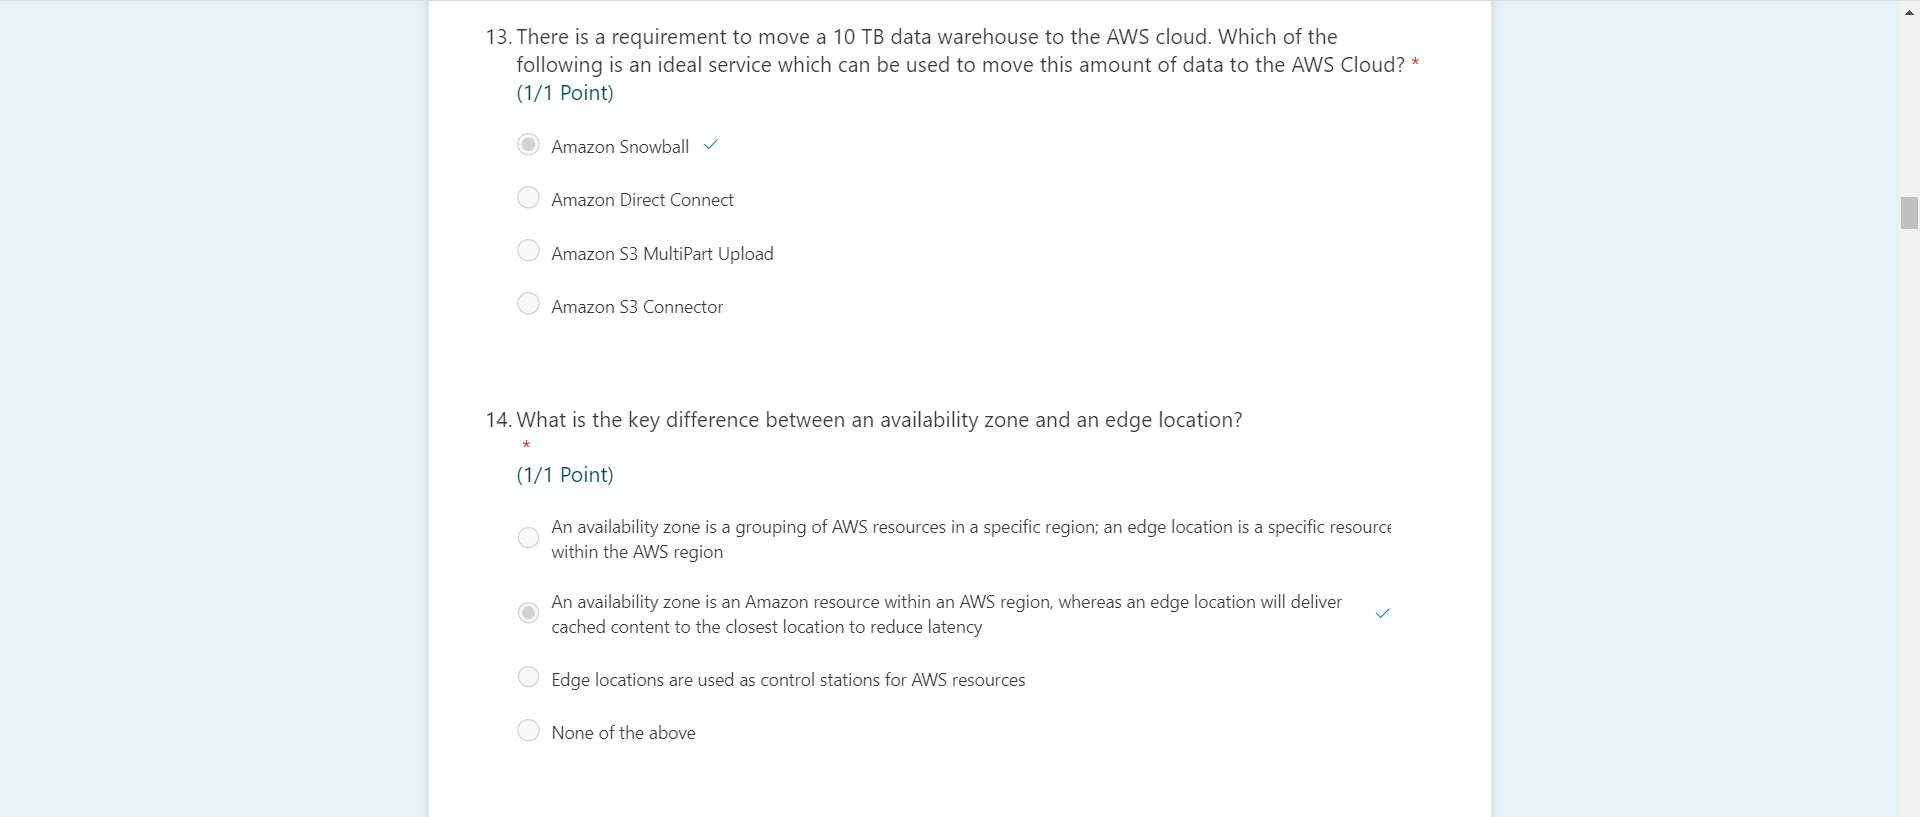 13. There is a requirement to move a 10 TB data warehouse to the AWS cloud. Which of the
following is an ideal service which can be used to move this amount of data to the AWS Cloud? *
(1/1 Point)
Amazon Snowball
Amazon Direct Connect
Amazon S3 MultiPart Upload
Amazon S3 Connector
14. What is the key difference between an availability zone and an edge location?
*
(1/1 Point)
An availability zone is a grouping of AWS resources in a specific region; an edge location is a specific resource
within the AWS region
An availability zone is an Amazon resource within an AWS region, whereas an edge location will deliver
cached content to the closest location to reduce latency
Edge locations are used as control stations for AWS resources
None of the above